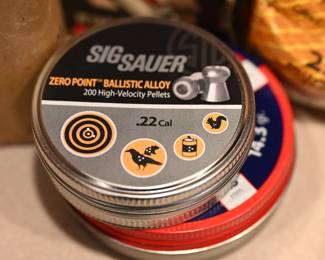 SIG SAUER
ZERO POINT™ BALLISTIC ALLOY
200 High-Velocity Pellets
.22 Cal
14.3 g